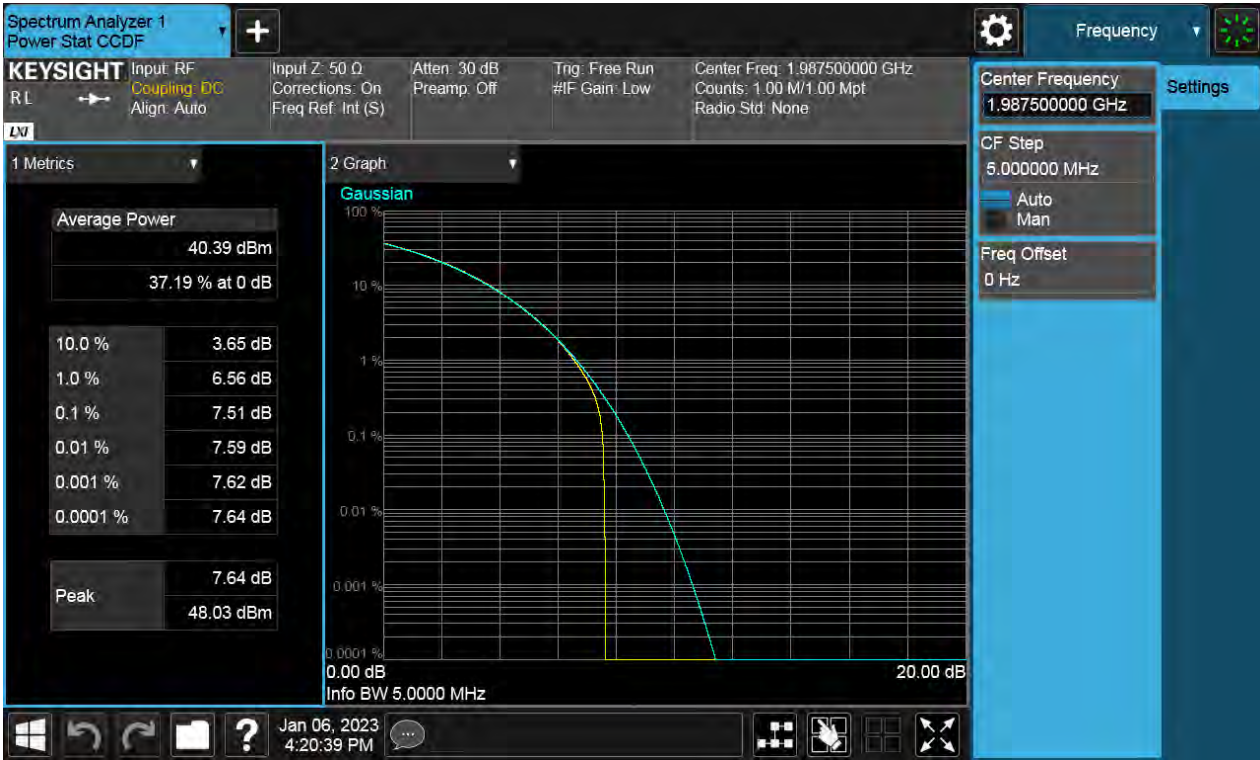 Spectrum Analyzer 1
Power Stat CCDF
+
Frequency
KEYSIGHT
RL
LXI
Input: RF
Coupling: DC
Align: Auto
Input Z: 50 Ω
Corrections: On
Freq Ref: Int (S)
Atten: 30 dB
Preamp: Off
Trig: Free Run
#IF Gain: Low
Center Freq: 1.987500000 GHz
Counts: 1.00 M/1.00 Mpt
Radio Std: None
Center Frequency
1.987500000 GHz
Settings
CF Step
5.000000 MHz
Auto
Man
Freq Offset
0 Hz
1 Metrics
Average Power
40.39 dBm
37.19 % at 0 dB
10.0 % 3.65 dB
1.0 % 6.56 dB
0.1 % 7.51 dB
0.01 % 7.59 dB
0.001 % 7.62 dB
0.0001 % 7.64 dB
Peak
7.64 dB
48.03 dBm
2 Graph
Gaussian
100 %
10 %
1 %
0.1 %
0.01 %
0.001 %
0.0001 %
0.00 dB 20.00 dB
Info BW 5.0000 MHz
?
Jan 06, 2023
4:20:39 PM